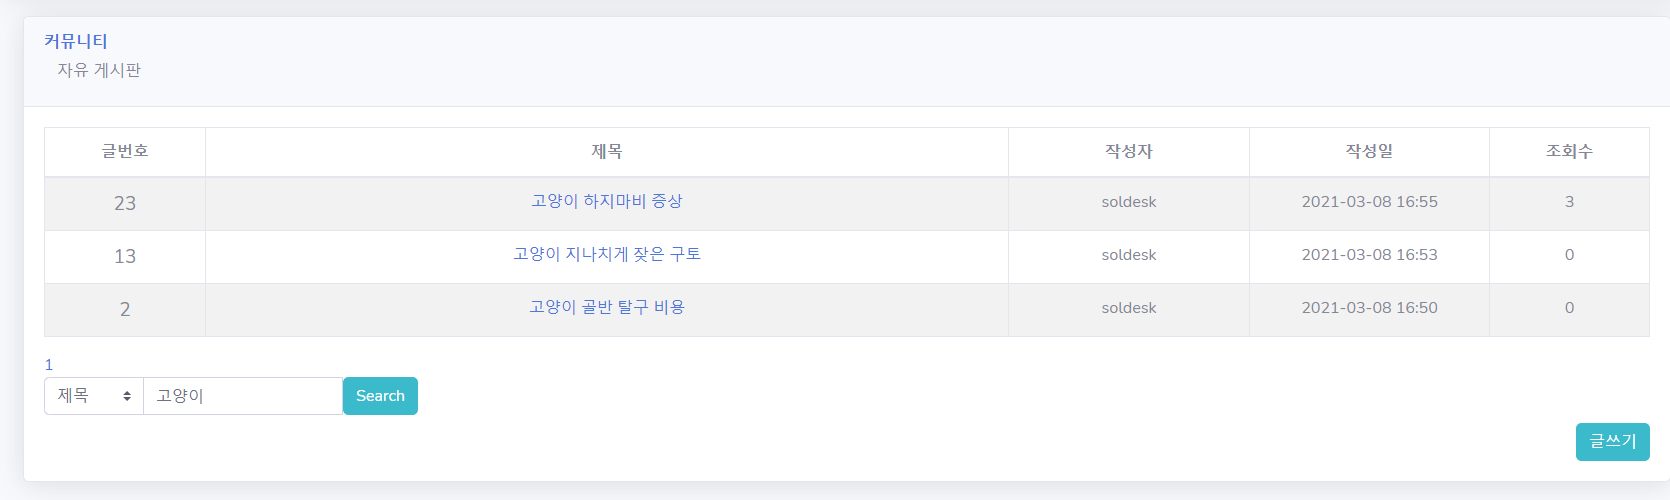 커뮤니티
자유 게시판
글번호 제목 작성자 작성일 조회수
23 고양이 하지마비 증상 soldesk 2021-03-08 16:55 3
13 고양이 지나치게 잦은 구토 soldesk 2021-03-08 16:53 0
2 고양이 골반 탈구 비용 soldesk 2021-03-08 16:50 0
1
제목 고양이 Search
글쓰기